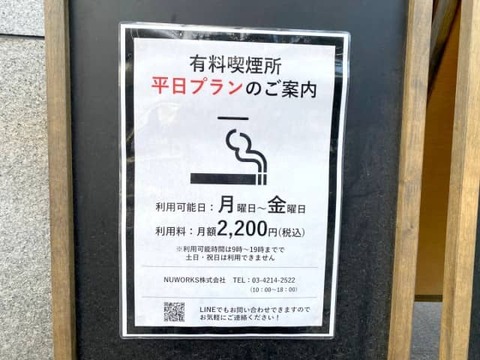 有料喫煙所
平日プランのご案内
利用可能日：月曜日～金曜日
利用料：月額2,200円(税込)
※利用可能時間は9時～19時までで
土日・祝日は利用できません
NUWORKS株式会社 TEL：03-4214-2522
(10：00～18：00)
LINEでもお問い合わせできますので
お気軽にご連絡ください！